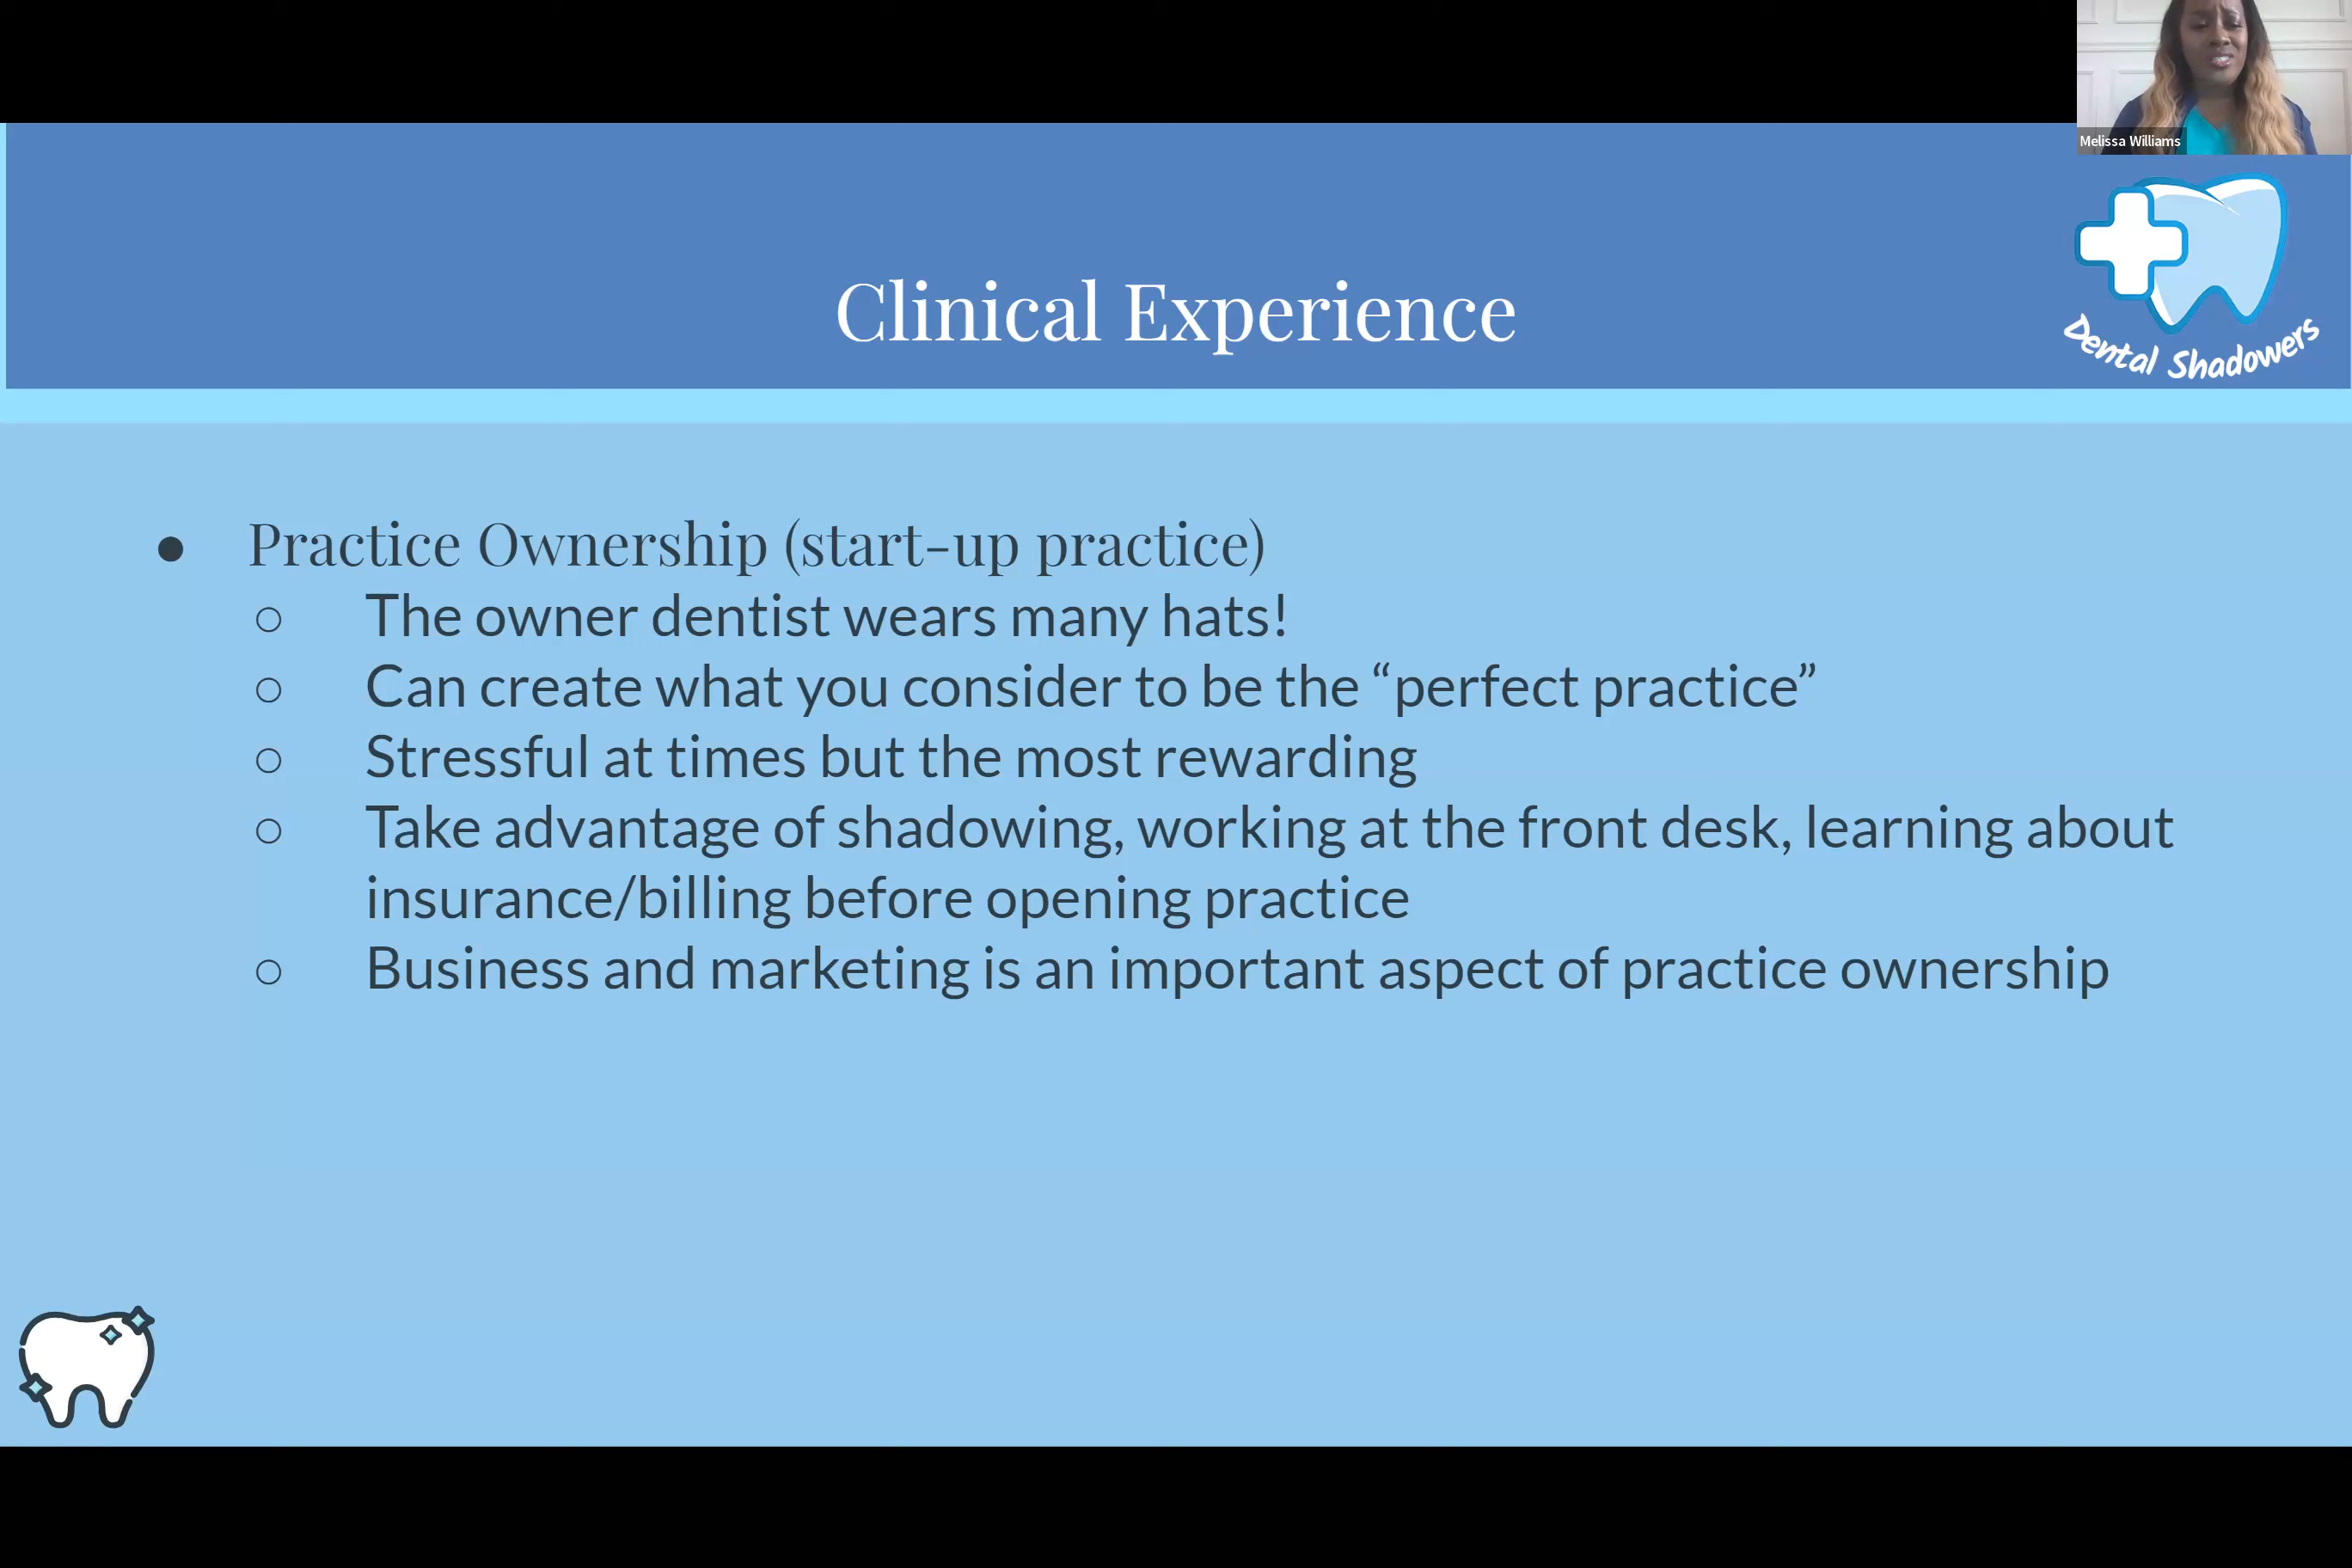 Melissa Williams
Clinical Experience
Dental Shadowers
● Practice Ownership (start-up practice)
○ The owner dentist wears many hats!
○ Can create what you consider to be the “perfect practice”
○ Stressful at times but the most rewarding
○ Take advantage of shadowing, working at the front desk, learning about
insurance/billing before opening practice
○ Business and marketing is an important aspect of practice ownership